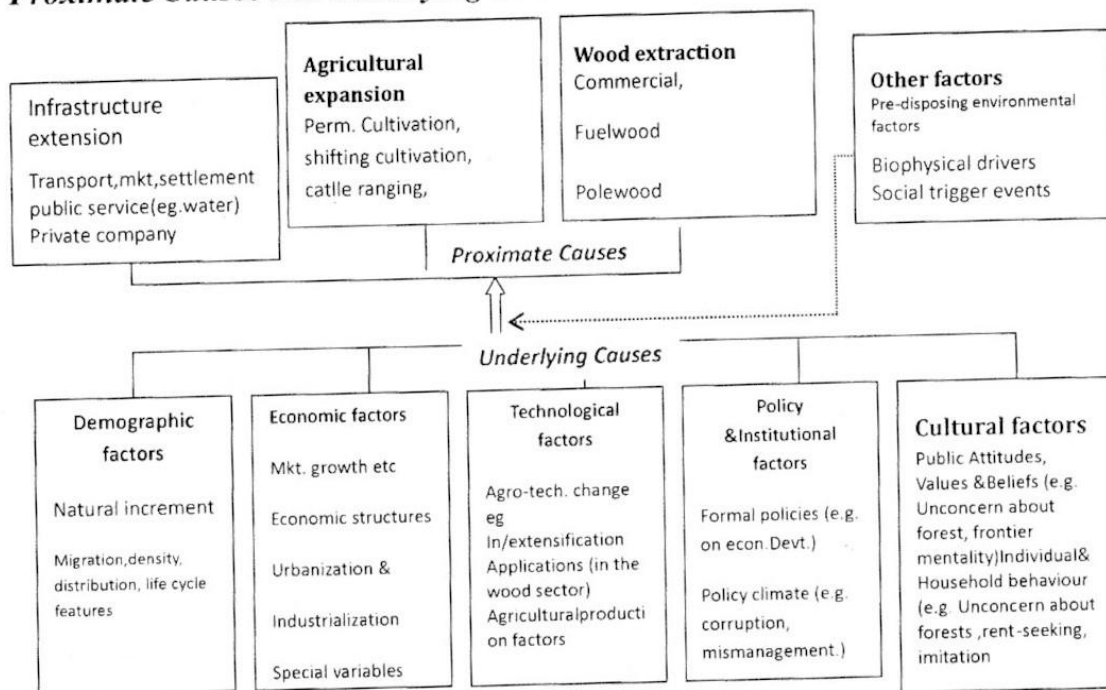 Infrastructure
extension
Transport,mkt,settlement
public service(eg.water)
Private company
Agricultural
expansion
Perm. Cultivation,
shifting cultivation,
catlle ranging,
Wood extraction
Commercial,
Fuelwood
Polewood
Other factors
Pre-disposing environmental
factors
Biophysical drivers
Social trigger events
Proximate Causes
Underlying Causes
Demographic
factors
Natural increment
Migration,density,
distribution, life cycle
features
Economic factors
Mkt. growth etc
Economic structures
Urbanization &
Industrialization
Special variables
Technological
factors
Agro-tech. change
eg
In/extensification
Applications (in the
wood sector)
Agriculturalproducti
on factors
Policy
&Institutional
factors
Formal policies (e.g.
on econ.Devt.)
Policy climate (e.g.
corruption,
mismanagement.)
Cultural factors
Public Attitudes,
Values &Beliefs (e.g.
Unconcern about
forest, frontier
mentality)Individual&
Household behaviour
(e.g. Unconcern about
forests ,rent-seeking,
imitation